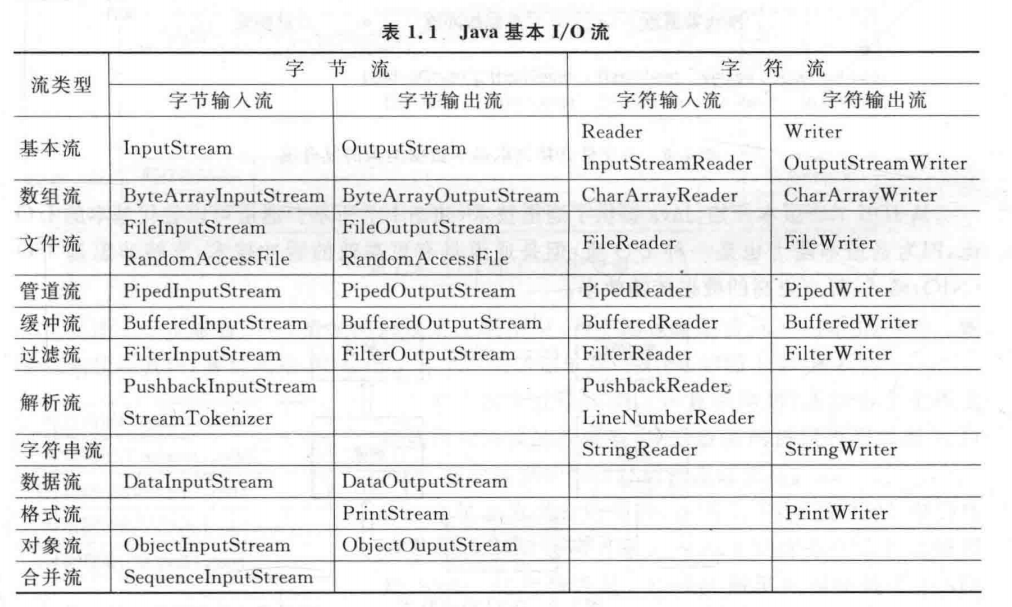 表 1.1 Java 基本 I/O 流
流类型 字 节 流 字 符 流
字节输入流 字节输出流 字符输入流 字符输出流
基本流 InputStream OutputStream Reader Writer
InputStreamReader OutputStreamWriter
数组流 ByteArrayInputStream ByteArrayOutputStream CharArrayReader CharArrayWriter
文件流 FileInputStream FileOutputStream FileReader FileWriter
RandomAccessFile RandomAccessFile
管道流 PipedInputStream PipedOutputStream PipedReader PipedWriter
缓冲流 BufferedInputStream BufferedOutputStream BufferedReader BufferedWriter
过滤流 FilterInputStream FilterOutputStream FilterReader FilterWriter
解析流 PushbackInputStream PushbackReader
StreamTokenizer LineNumberReader
字符串流 StringReader StringWriter
数据流 DataInputStream DataOutputStream
格式流 PrintStream PrintWriter
对象流 ObjectInputStream ObjectOuputStream
合并流 SequenceInputStream